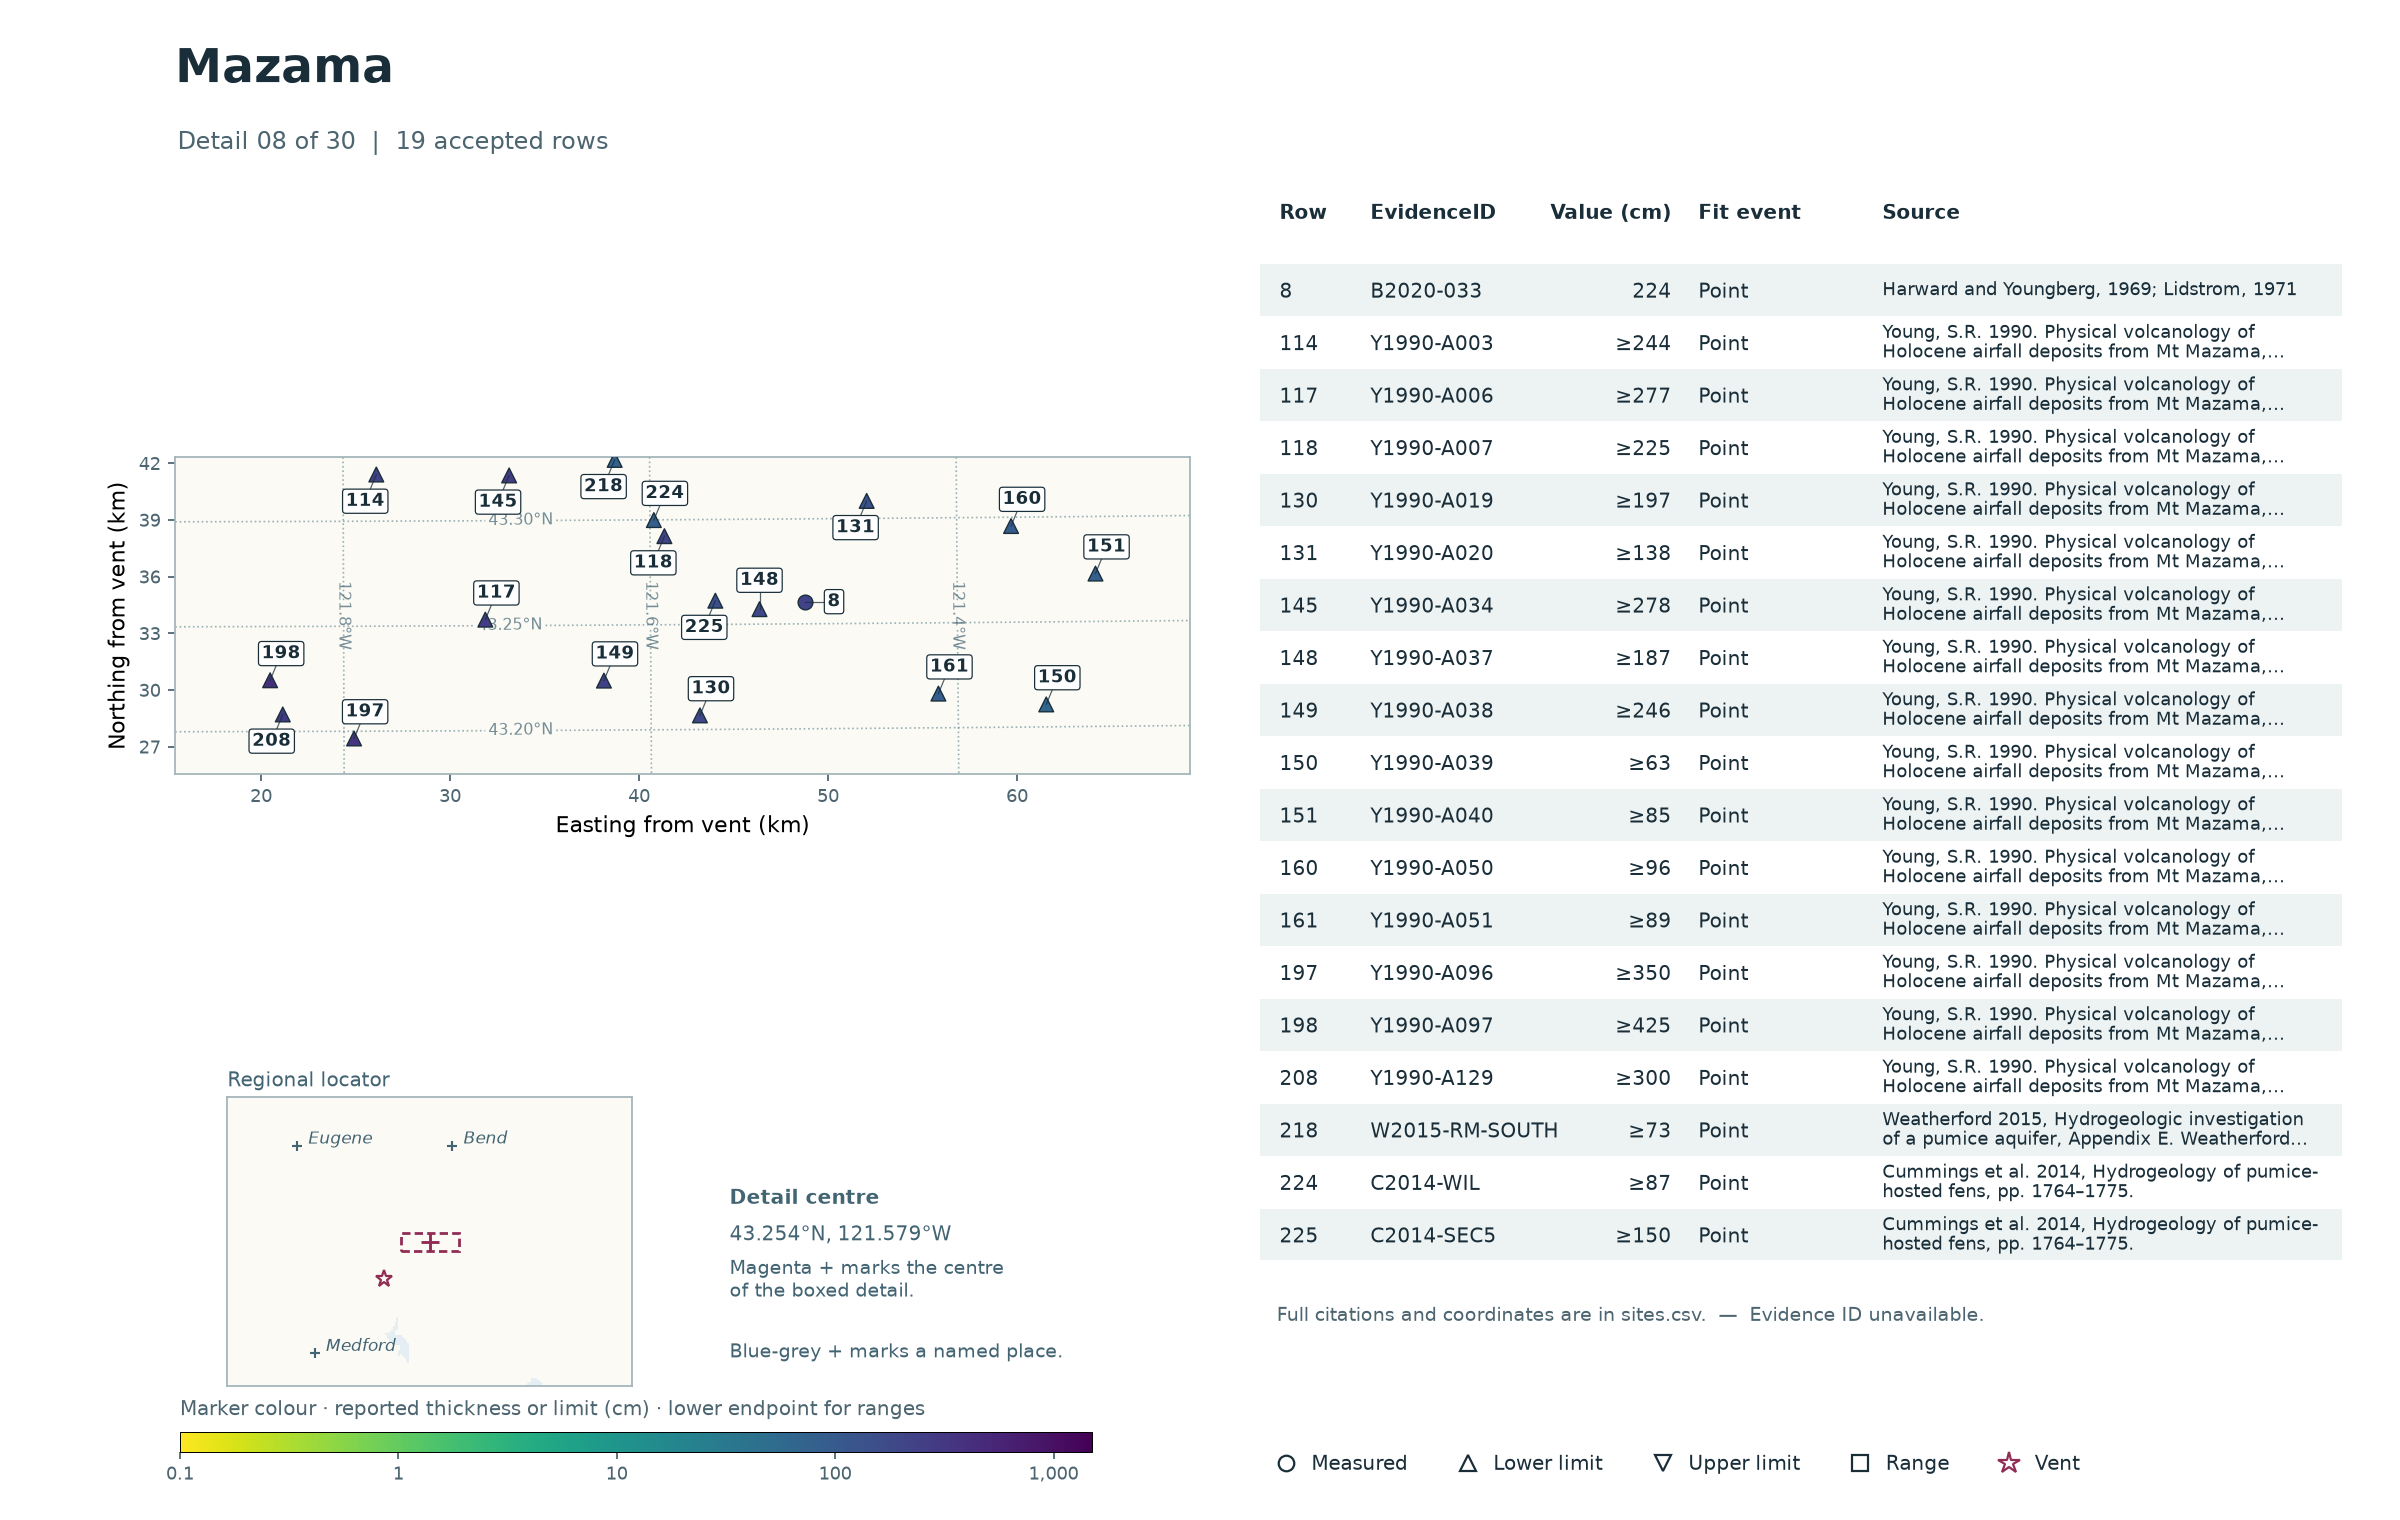 Mazama
Detail 08 of 30 | 19 accepted rows
Northing from vent (km)
42
39
36
33
30
27
20
30
40
50
60
Easting from vent (km)
43.30°N
43.25°N
43.20°N
121.8°W
121.6°W
121.4°W
114
145
218
224
118
131
160
151
117
148
8
225
198
149
161
150
130
197
208
Regional locator
Eugene
Bend
Medford
Detail centre
43.254°N, 121.579°W
Magenta + marks the centre
of the boxed detail.
Blue-grey + marks a named place.
Marker colour · reported thickness or limit (cm) · lower endpoint for ranges
0.1 1 10 100 1,000
Row EvidenceID Value (cm) Fit event Source
8 B2020-033 224 Point Harward and Youngberg, 1969; Lidstrom, 1971
114 Y1990-A003 ≥244 Point Young, S.R. 1990. Physical volcanology of
Holocene airfall deposits from Mt Mazama,...
117 Y1990-A006 ≥277 Point Young, S.R. 1990. Physical volcanology of
Holocene airfall deposits from Mt Mazama,...
118 Y1990-A007 ≥225 Point Young, S.R. 1990. Physical volcanology of
Holocene airfall deposits from Mt Mazama,...
130 Y1990-A019 ≥197 Point Young, S.R. 1990. Physical volcanology of
Holocene airfall deposits from Mt Mazama,...
131 Y1990-A020 ≥138 Point Young, S.R. 1990. Physical volcanology of
Holocene airfall deposits from Mt Mazama,...
145 Y1990-A034 ≥278 Point Young, S.R. 1990. Physical volcanology of
Holocene airfall deposits from Mt Mazama,...
148 Y1990-A037 ≥187 Point Young, S.R. 1990. Physical volcanology of
Holocene airfall deposits from Mt Mazama,...
149 Y1990-A038 ≥246 Point Young, S.R. 1990. Physical volcanology of
Holocene airfall deposits from Mt Mazama,...
150 Y1990-A039 ≥63 Point Young, S.R. 1990. Physical volcanology of
Holocene airfall deposits from Mt Mazama,...
151 Y1990-A040 ≥85 Point Young, S.R. 1990. Physical volcanology of
Holocene airfall deposits from Mt Mazama,...
160 Y1990-A050 ≥96 Point Young, S.R. 1990. Physical volcanology of
Holocene airfall deposits from Mt Mazama,...
161 Y1990-A051 ≥89 Point Young, S.R. 1990. Physical volcanology of
Holocene airfall deposits from Mt Mazama,...
197 Y1990-A096 ≥350 Point Young, S.R. 1990. Physical volcanology of
Holocene airfall deposits from Mt Mazama,...
198 Y1990-A097 ≥425 Point Young, S.R. 1990. Physical volcanology of
Holocene airfall deposits from Mt Mazama,...
208 Y1990-A129 ≥300 Point Young, S.R. 1990. Physical volcanology of
Holocene airfall deposits from Mt Mazama,...
218 W2015-RM-SOUTH ≥73 Point Weatherford 2015, Hydrogeologic investigation
of a pumice aquifer, Appendix E. Weatherford...
224 C2014-WIL ≥87 Point Cummings et al. 2014, Hydrogeology of pumice-
hosted fens, pp. 1764–1775.
225 C2014-SEC5 ≥150 Point Cummings et al. 2014, Hydrogeology of pumice-
hosted fens, pp. 1764–1775.
Full citations and coordinates are in sites.csv. — Evidence ID unavailable.
Measured Lower limit Upper limit Range Vent